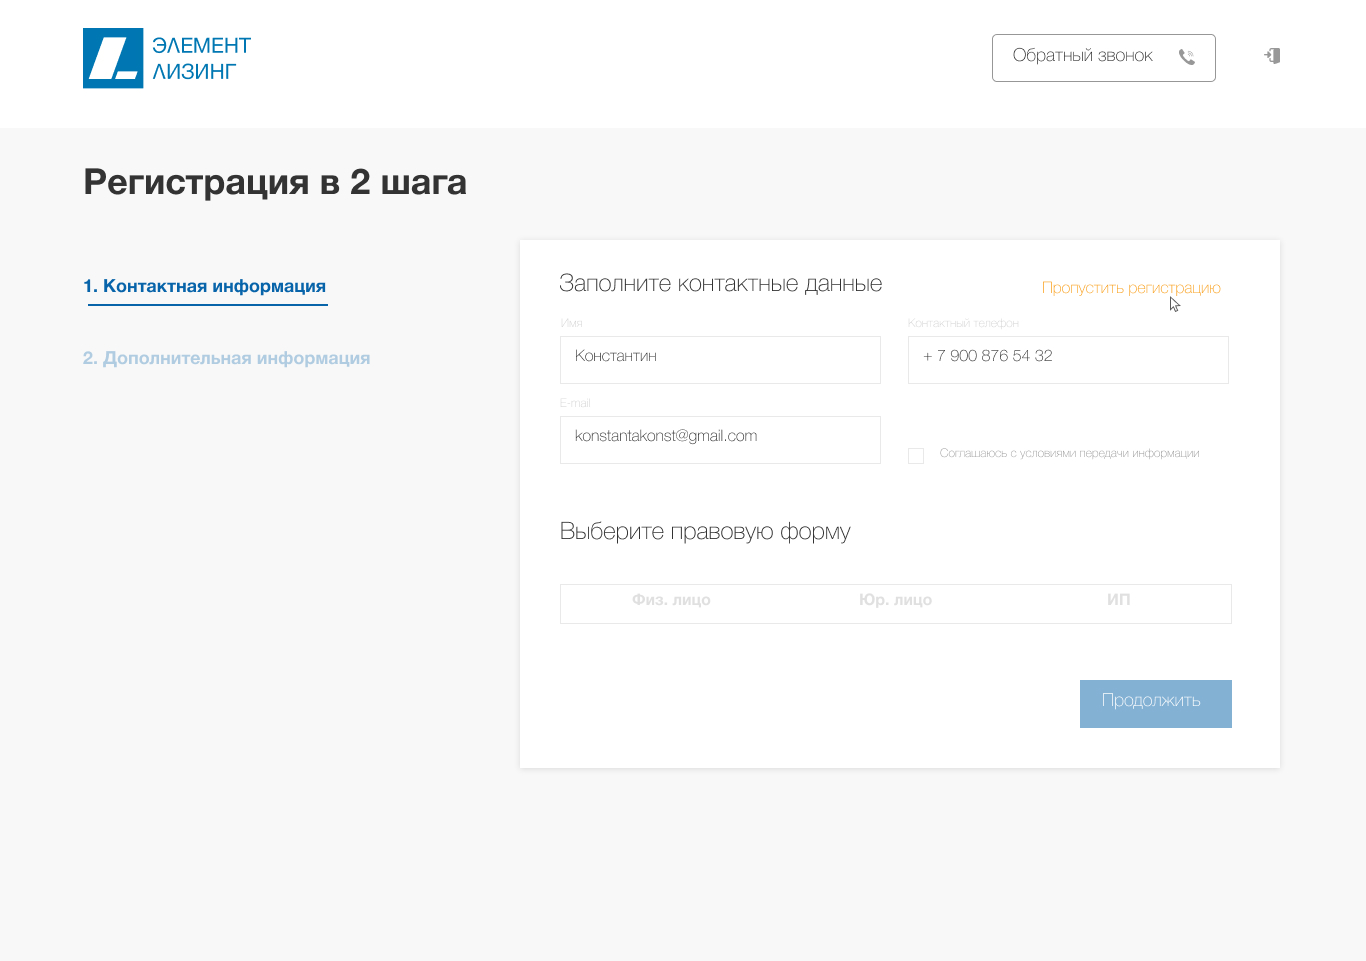 ЭЛЕМЕНТ
ЛИЗИНГ
Обратный звонок
Регистрация в 2 шага
1. Контактная информация
2. Дополнительная информация
Заполните контактные данные
Пропустить регистрацию
Имя
Контактный телефон
Константин
+ 7 900 876 54 32
E-mail
konstantakonst@gmail.com
Соглашаюсь с условиями передачи информации
Выберите правовую форму
Физ. лицо
Юр. лицо
ИП
Продолжить